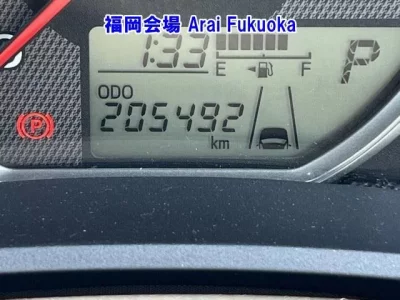 福岡会場 Arai Fukuoka
1:33
E F P
ODO
205492
km